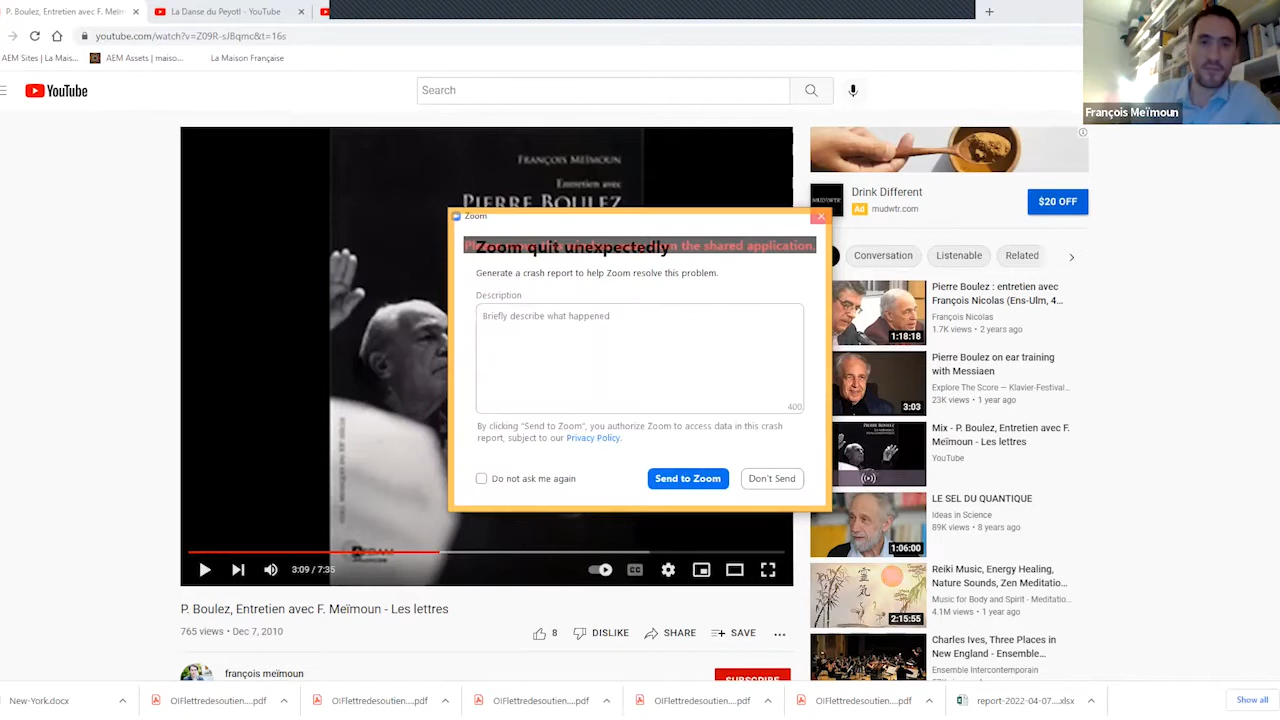 P. Boulez, Entretien avec F. Meïm
La Danse du Peyotl - YouTube
youtube.com/watch?v=Z09R-sJBqmc&t=16s
AEM Sites | La Mais...
AEM Assets | maiso...
La Maison Française
YouTube
Search
François Meïmoun
FRANÇOIS MEÏMOUN
Entretien avec
PIERRE BOULEZ
Drink Different
Ad mudwtr.com
$20 OFF
MUD\WTR
Conversation
Listenable
Related
Zoom
the shared application.
Zoom quit unexpectedly
Generate a crash report to help Zoom resolve this problem.
Description
Briefly describe what happened
400
By clicking "Send to Zoom", you authorize Zoom to access data in this crash
report, subject to our Privacy Policy.
Do not ask me again
Send to Zoom
Don't Send
Pierre Boulez : entretien avec
François Nicolas (Ens-Ulm, 4...
François Nicolas
1.7K views • 2 years ago
1:18:18
Pierre Boulez on ear training
with Messiaen
Explore The Score — Klavier-Festival...
23K views • 1 year ago
3:03
Mix - P. Boulez, Entretien avec F.
Meïmoun - Les lettres
YouTube
LE SEL DU QUANTIQUE
Ideas in Science
89K views • 8 years ago
1:06:00
Reiki Music, Energy Healing,
Nature Sounds, Zen Meditatio...
Music for Body and Spirit - Meditatio...
4.1M views • 1 year ago
2:15:55
霊
気
Charles Ives, Three Places in
New England - Ensemble...
Ensemble Intercontemporain
3:09 / 7:35
CC
P. Boulez, Entretien avec F. Meïmoun - Les lettres
765 views • Dec 7, 2010
8
DISLIKE
SHARE
SAVE
françois meïmoun
SUBSCRIBE
New-York.docx
OIFlettredesoutien....pdf
OIFlettredesoutien....pdf
OIFlettredesoutien....pdf
OIFlettredesoutien....pdf
OIFlettredesoutien....pdf
report-2022-04-07....xlsx
Show all